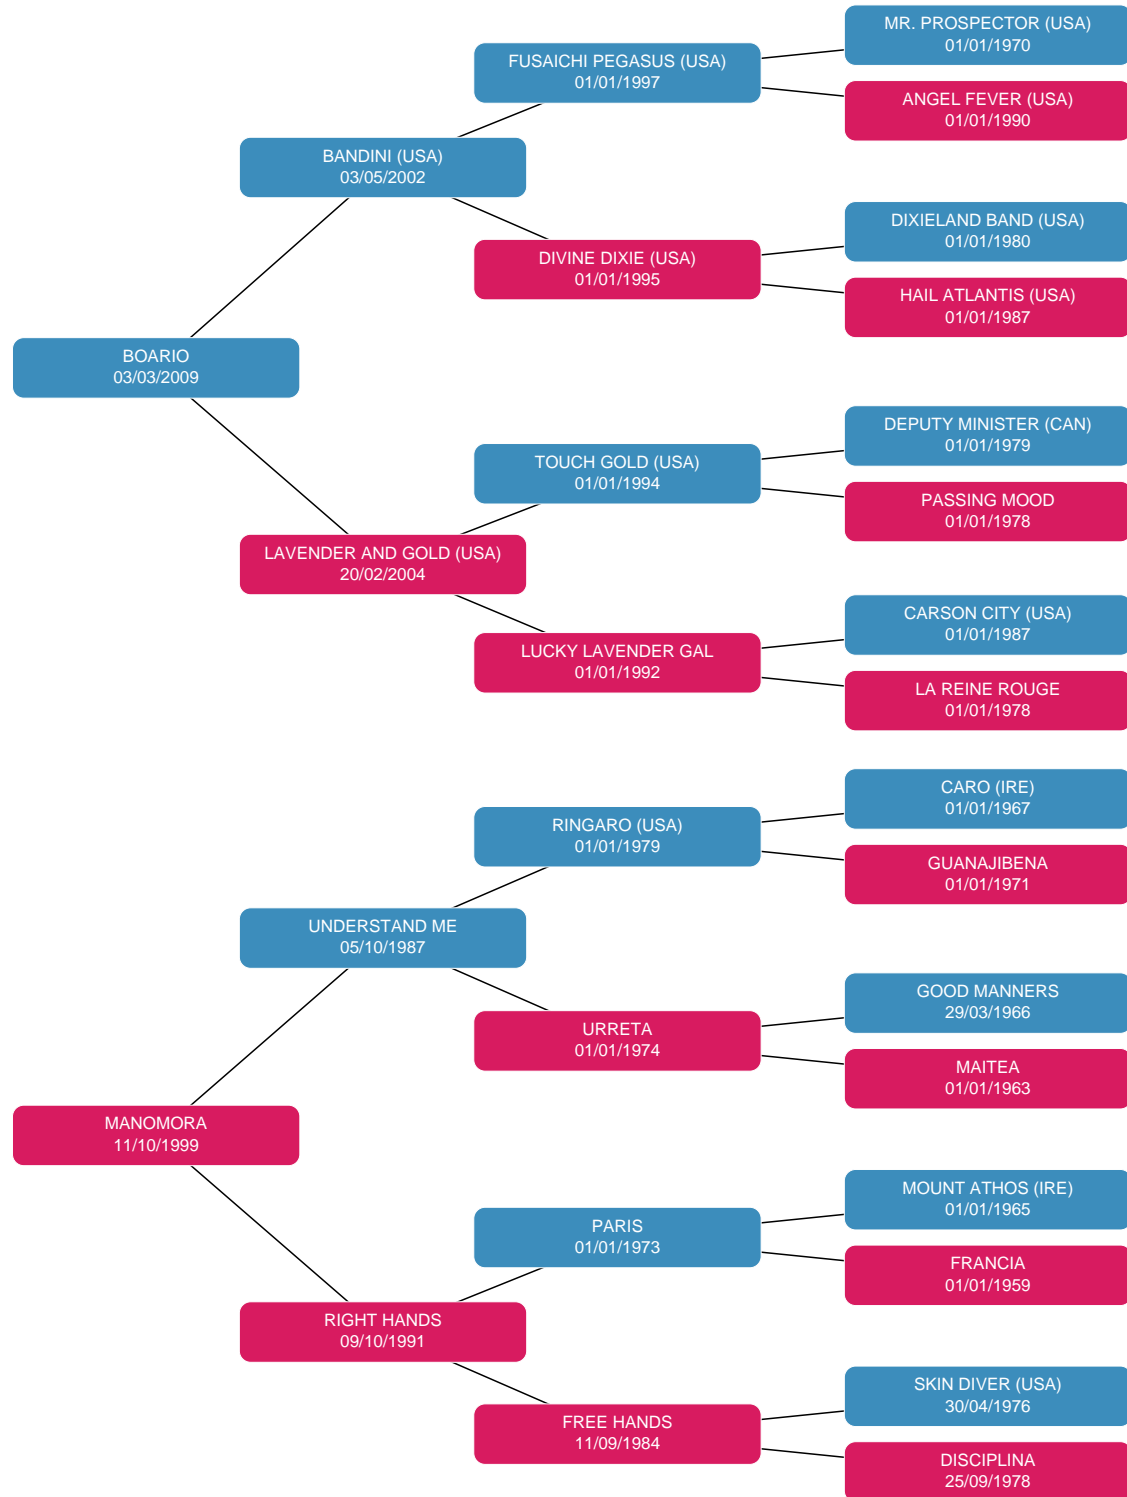 MR. PROSPECTOR (USA)
01/01/1970
FUSAICHI PEGASUS (USA)
01/01/1997
ANGEL FEVER (USA)
01/01/1990
BANDINI (USA)
03/05/2002
DIXIELAND BAND (USA)
01/01/1980
DIVINE DIXIE (USA)
01/01/1995
HAIL ATLANTIS (USA)
01/01/1987
BOARIO
03/03/2009
DEPUTY MINISTER (CAN)
01/01/1979
TOUCH GOLD (USA)
01/01/1994
PASSING MOOD
01/01/1978
LAVENDER AND GOLD (USA)
20/02/2004
CARSON CITY (USA)
01/01/1987
LUCKY LAVENDER GAL
01/01/1992
LA REINE ROUGE
01/01/1978
CARO (IRE)
01/01/1967
RINGARO (USA)
01/01/1979
GUANAJIBENA
01/01/1971
UNDERSTAND ME
05/10/1987
GOOD MANNERS
29/03/1966
URRETA
01/01/1974
MAITEA
01/01/1963
MANOMORA
11/10/1999
MOUNT ATHOS (IRE)
01/01/1965
PARIS
01/01/1973
FRANCIA
01/01/1959
RIGHT HANDS
09/10/1991
SKIN DIVER (USA)
30/04/1976
FREE HANDS
11/09/1984
DISCIPLINA
25/09/1978